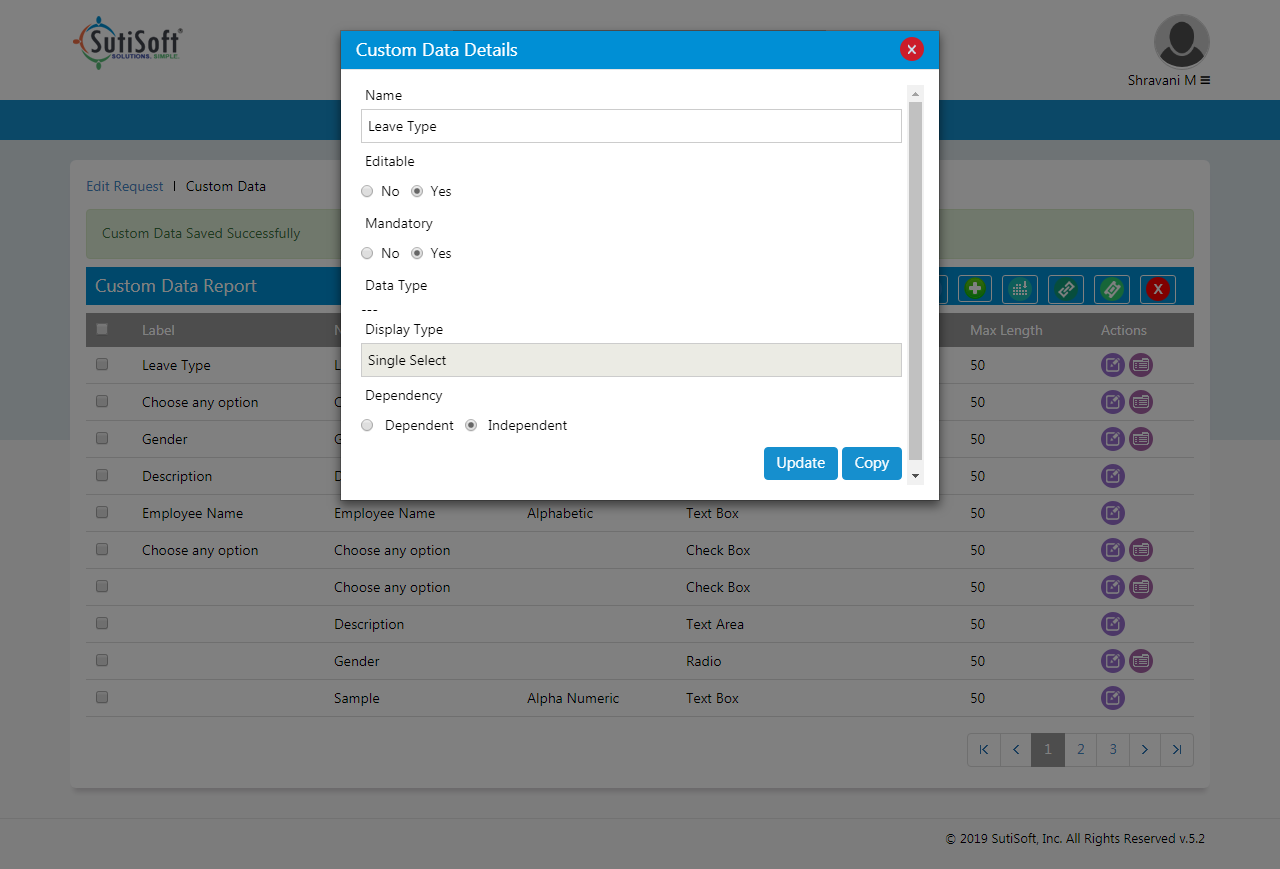 SutiSoft®
SOLUTIONS. SIMPLE.
Shravani M
Custom Data Details
X
Name
Leave Type
Editable
No Yes
Mandatory
No Yes
Data Type
---
Display Type
Single Select
Dependency
Dependent Independent
Update Copy
Edit Request | Custom Data
Custom Data Saved Successfully
Custom Data Report X
Label N Max Length Actions
Leave Type L 50
Choose any option C 50
Gender G 50
Description D 50
Employee Name Employee Name Alphabetic Text Box 50
Choose any option Choose any option Check Box 50
Choose any option Check Box 50
Description Text Area 50
Gender Radio 50
Sample Alpha Numeric Text Box 50
1 2 3
© 2019 SutiSoft, Inc. All Rights Reserved v.5.2